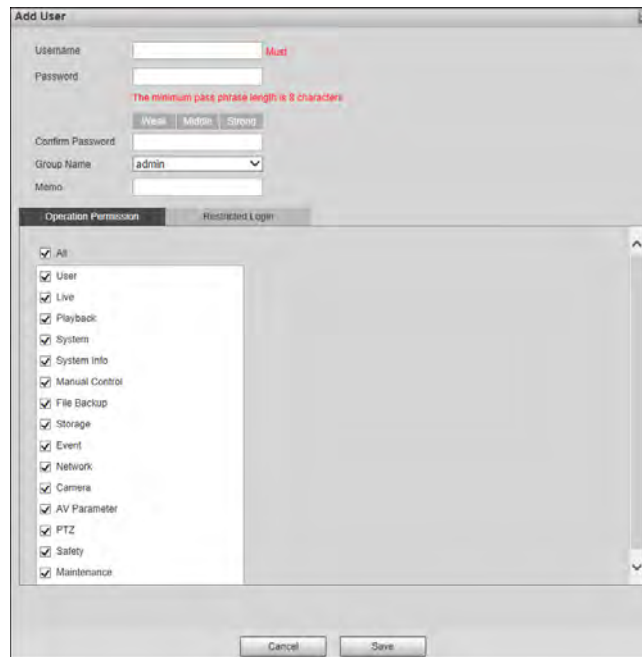 Add User
Username Must
Password
The minimum pass phrase length is 8 characters
Weak Middle Strong
Confirm Password
Group Name admin
Memo
Operation Permission Restricted Login
All
User
Live
Playback
System
System Info
Manual Control
File Backup
Storage
Event
Network
Camera
AV Parameter
PTZ
Safety
Maintenance
Cancel Save